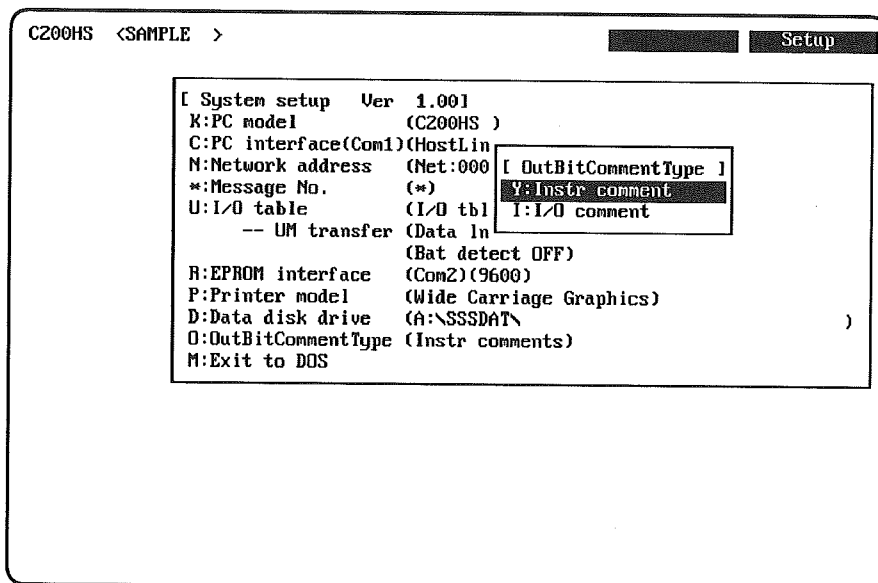 C200HS <SAMPLE >
Setup
[ System setup Ver 1.00]
K:PC model (C200HS )
C:PC interface(Com1)(HostLin
N:Network address (Net:000
*:Message No. (*)
U:I/O table (I/O tbl
-- UM transfer (Data ln
(Bat detect OFF)
R:EPROM interface (Com2)(9600)
P:Printer model (Wide Carriage Graphics)
D:Data disk drive (A:\SSSDAT\ )
O:OutBitCommentType (Instr comments)
M:Exit to DOS
[ OutBitCommentType ]
Y:Instr comment
I:I/O comment